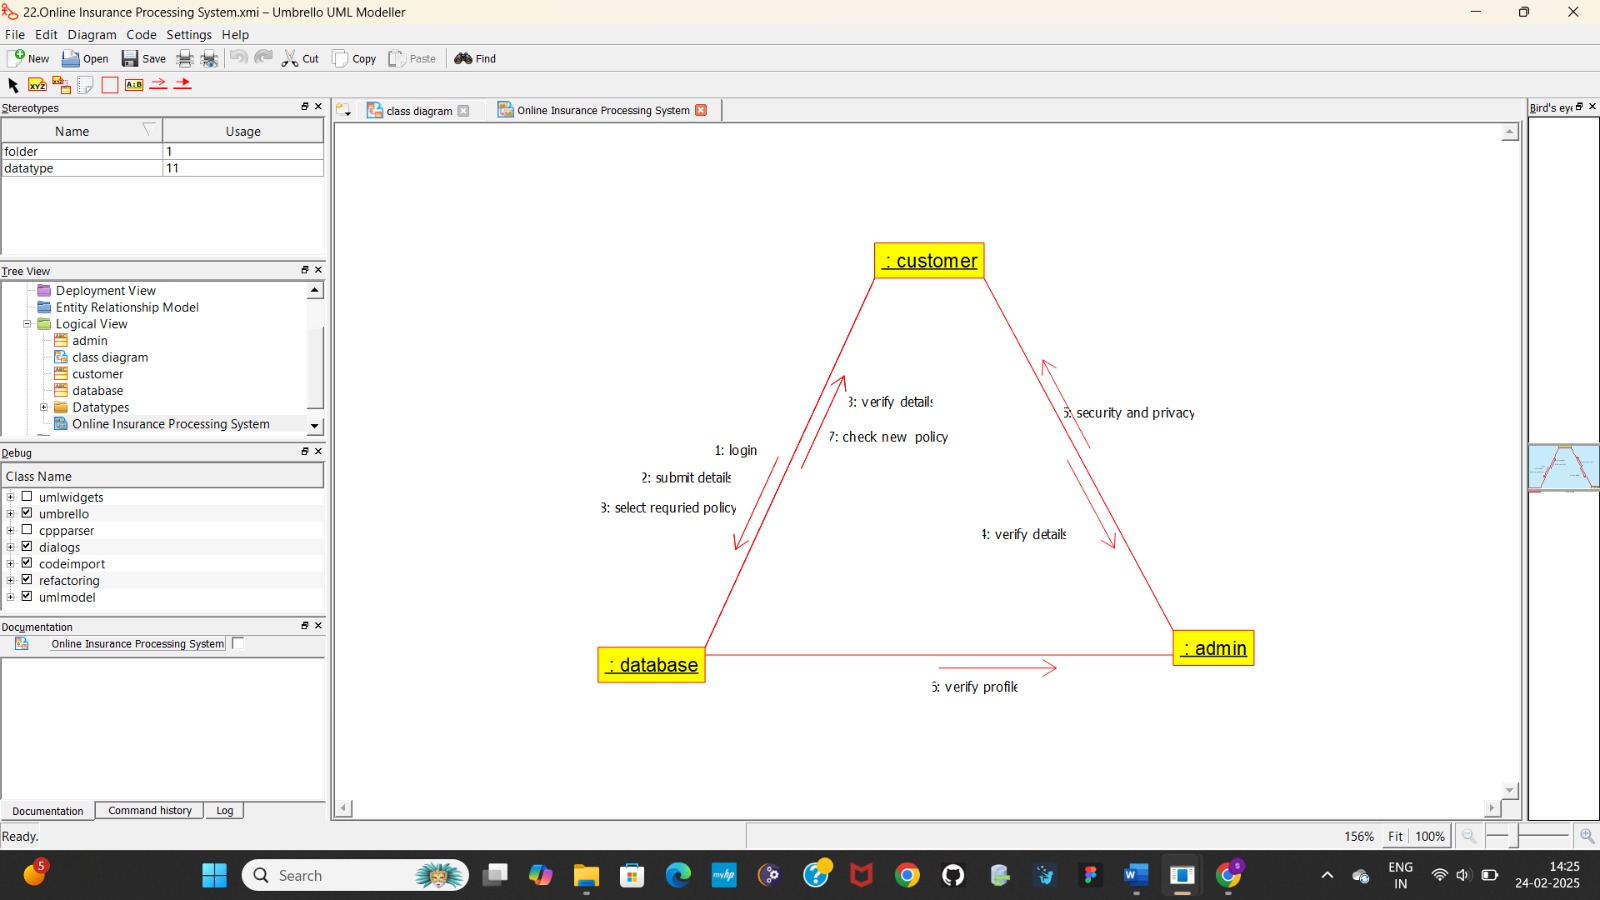 22.Online Insurance Processing System.xmi – Umbrello UML Modeller
File Edit Diagram Code Settings Help
New Open Save Cut Copy Paste Find
XYZ A:B
Stereotypes
Name Usage
folder 1
datatype 11
Tree View
Deployment View
Entity Relationship Model
Logical View
admin
class diagram
customer
database
Datatypes
Online Insurance Processing System
Debug
Class Name
umlwidgets
umbrello
cppparser
dialogs
codeimport
refactoring
umlmodel
Documentation
Online Insurance Processing System
Documentation Command history Log
Ready.
class diagram Online Insurance Processing System
: customer
3: verify details
7: check new policy
1: login
2: submit details
3: select requried policy
5: security and privacy
4: verify details
: database
: admin
verify profile
Bird's eye
156% Fit 100%
5
Search
myhp
ENG
IN
14:25
24-02-2025